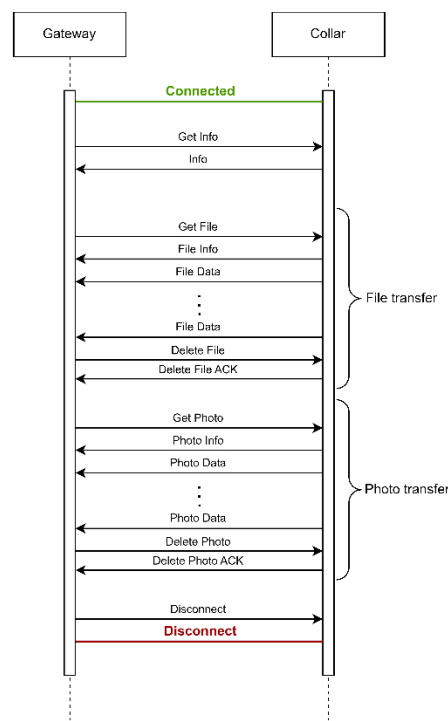 Gateway
Collar
Connected
Get Info
Info
Get File
File Info
File Data
File Data
Delete File
Delete File ACK
File transfer
Get Photo
Photo Info
Photo Data
Photo Data
Delete Photo
Delete Photo ACK
Photo transfer
Disconnect
Disconnect